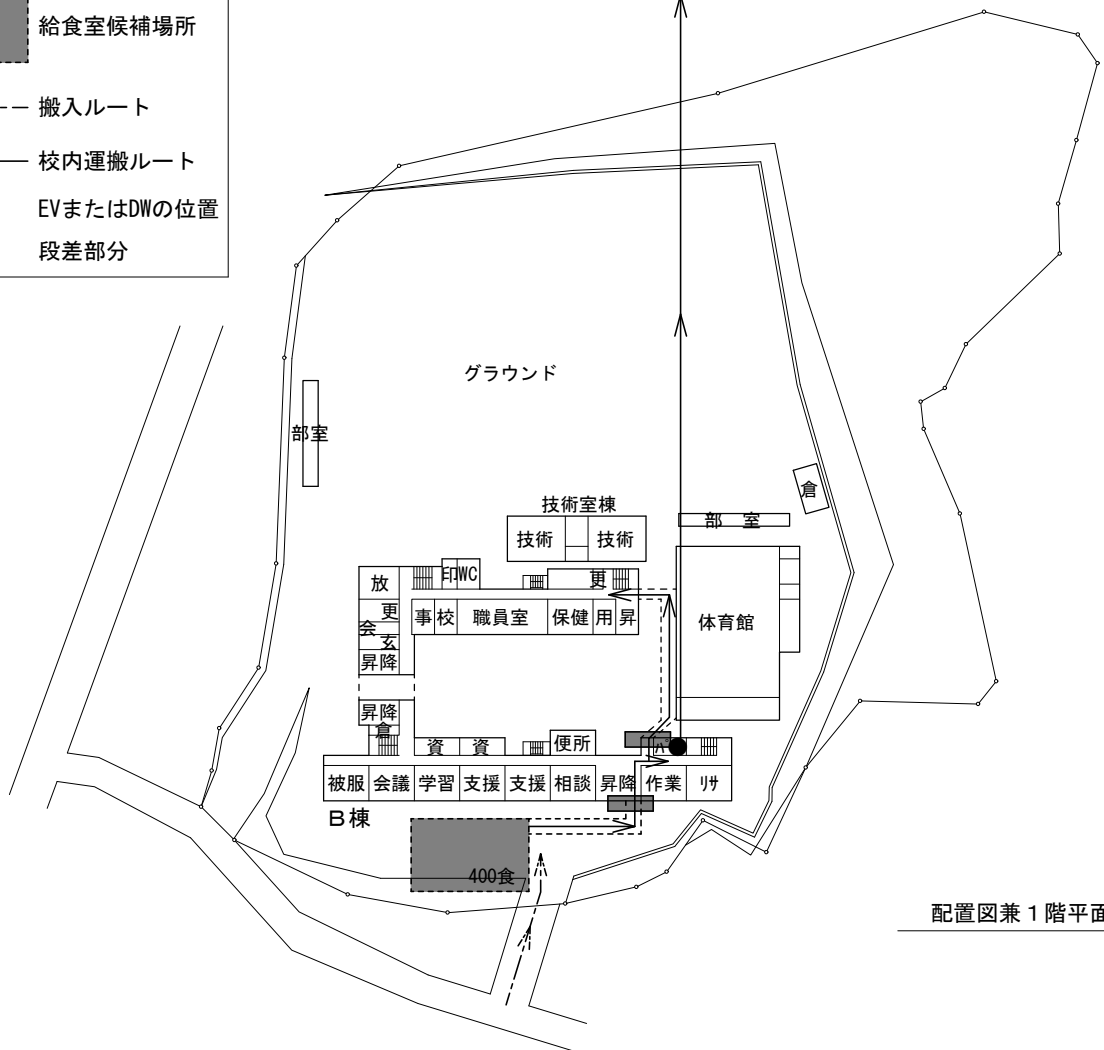 給食室候補場所
搬入ルート
校内運搬ルート
EVまたはDWの位置
段差部分
グラウンド
部室
倉
技術室棟
技術 技術
部 室
放 印 WC 更
更
事 校 職員室 保健 用 昇
体育館
会
玄
昇降
昇降
倉
資 資 便所
被服 会議 学習 支援 支援 相談 昇降 作業 リサ
B棟
400食
配置図兼1階平面